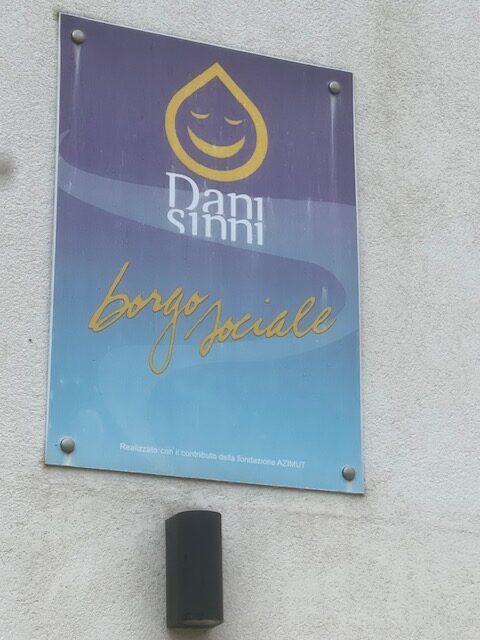 Dani
Sinni
borgo sociale
Realizzato con il contributo della fondazione AZIMUT